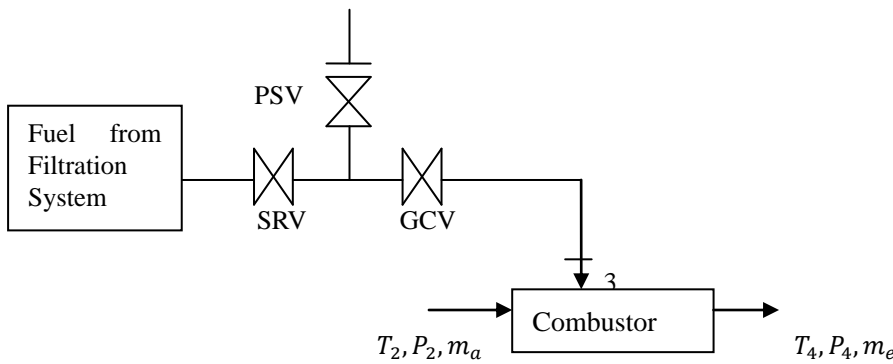 PSV
Fuel from
Filtration
System
SRV
GCV
3
Combustor
T₂, P₂, mₐ
T₄, P₄, mₑ